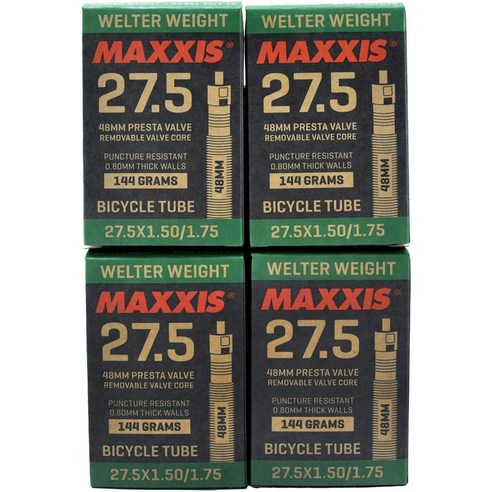 WELTER WEIGHT
MAXXIS®
27.5
48MM PRESTA VALVE
REMOVABLE VALVE CORE
PUNCTURE RESISTANT
0.80MM THICK WALLS
144 GRAMS
48MM
BICYCLE TUBE
27.5X1.50/1.75
WELTER WEIGHT
MAXXIS®
27.5
48MM PRESTA VALVE
REMOVABLE VALVE CORE
PUNCTURE RESISTANT
0.80MM THICK WALLS
144 GRAMS
48MM
BICYCLE TUBE
27.5X1.50/1.75
WELTER WEIGHT
MAXXIS®
27.5
48MM PRESTA VALVE
REMOVABLE VALVE CORE
PUNCTURE RESISTANT
0.80MM THICK WALLS
144 GRAMS
48MM
BICYCLE TUBE
27.5X1.50/1.75
WELTER WEIGHT
MAXXIS®
27.5
48MM PRESTA VALVE
REMOVABLE VALVE CORE
PUNCTURE RESISTANT
0.80MM THICK WALLS
144 GRAMS
48MM
BICYCLE TUBE
27.5X1.50/1.75